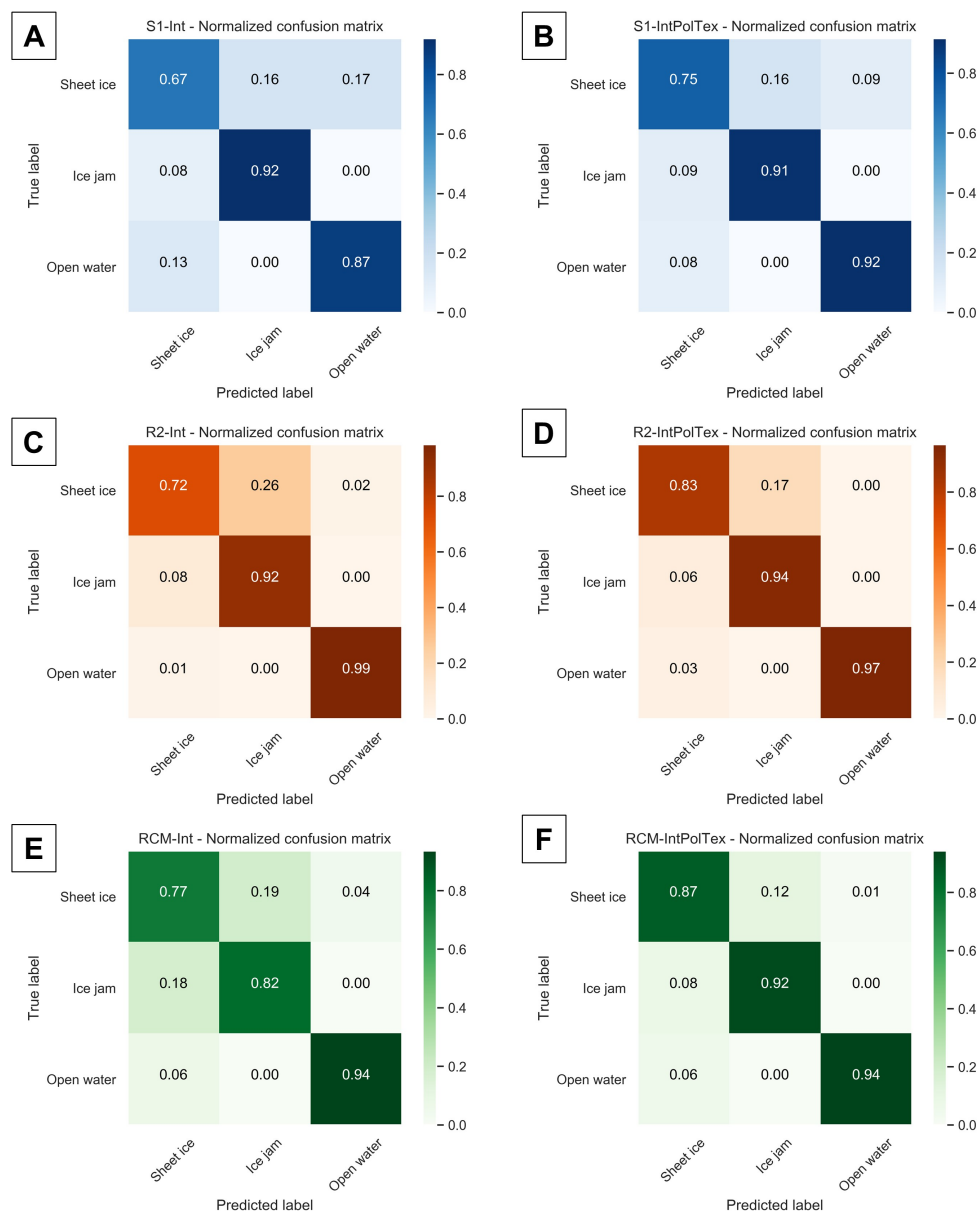 A
S1-Int - Normalized confusion matrix
Sheet ice 0.67 0.16 0.17
Ice jam 0.08 0.92 0.00
Open water 0.13 0.00 0.87
True label
Sheet ice Ice jam Open water
Predicted label
0.8
0.6
0.4
0.2
0.0
B
S1-IntPolTex - Normalized confusion matrix
Sheet ice 0.75 0.16 0.09
Ice jam 0.09 0.91 0.00
Open water 0.08 0.00 0.92
True label
Sheet ice Ice jam Open water
Predicted label
0.8
0.6
0.4
0.2
0.0
C
R2-Int - Normalized confusion matrix
Sheet ice 0.72 0.26 0.02
Ice jam 0.08 0.92 0.00
Open water 0.01 0.00 0.99
True label
Sheet ice Ice jam Open water
Predicted label
0.8
0.6
0.4
0.2
0.0
D
R2-IntPolTex - Normalized confusion matrix
Sheet ice 0.83 0.17 0.00
Ice jam 0.06 0.94 0.00
Open water 0.03 0.00 0.97
True label
Sheet ice Ice jam Open water
Predicted label
0.8
0.6
0.4
0.2
0.0
E
RCM-Int - Normalized confusion matrix
Sheet ice 0.77 0.19 0.04
Ice jam 0.18 0.82 0.00
Open water 0.06 0.00 0.94
True label
Sheet ice Ice jam Open water
Predicted label
0.8
0.6
0.4
0.2
0.0
F
RCM-IntPolTex - Normalized confusion matrix
Sheet ice 0.87 0.12 0.01
Ice jam 0.08 0.92 0.00
Open water 0.06 0.00 0.94
True label
Sheet ice Ice jam Open water
Predicted label
0.8
0.6
0.4
0.2
0.0